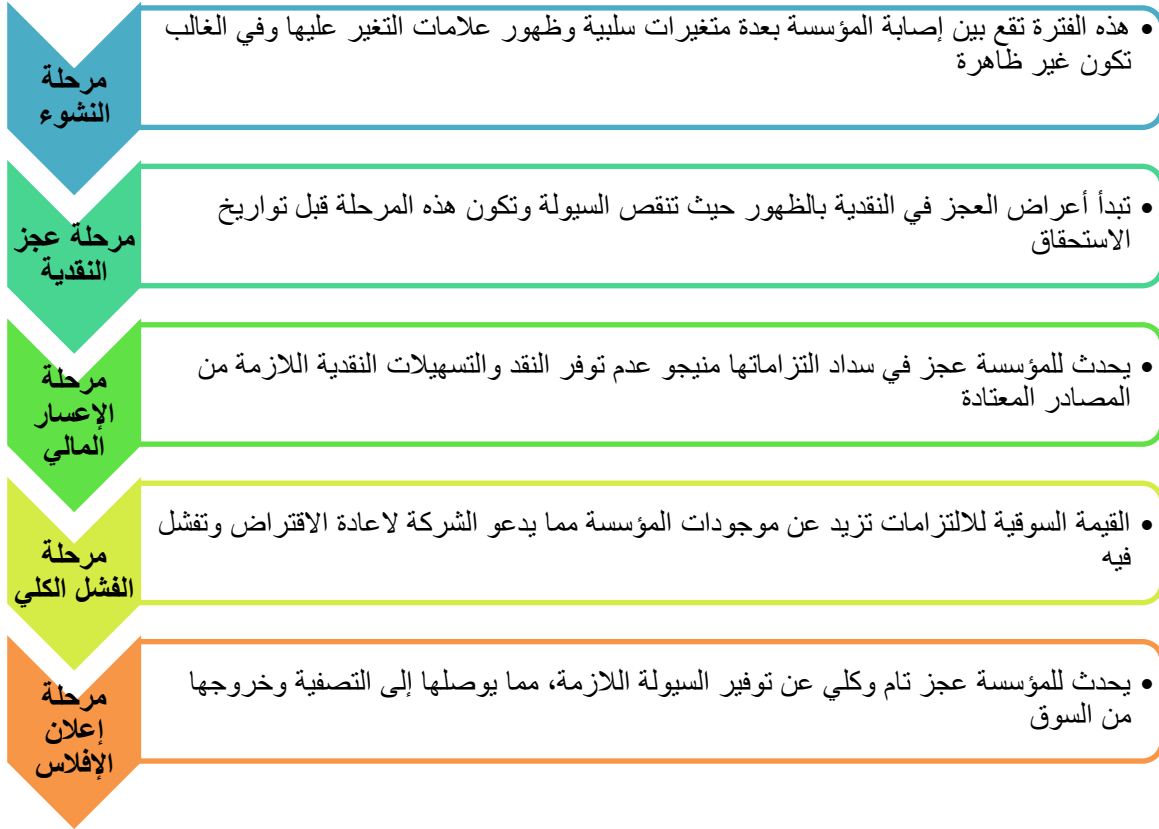 مرحلة
النشوء
• هذه الفترة تقع بين إصابة المؤسسة بعدة متغيرات سلبية وظهور علامات التغير عليها وفي الغالب
تكون غير ظاهرة
مرحلة عجز
النقدية
• تبدأ أعراض العجز في النقدية بالظهور حيث تنقص السيولة وتكون هذه المرحلة قبل تواريخ
الاستحقاق
مرحلة
الإعسار
المالي
• يحدث للمؤسسة عجز في سداد التزاماتها منيجو عدم توفر النقد والتسهيلات النقدية اللازمة من
المصادر المعتادة
مرحلة
الفشل الكلي
• القيمة السوقية للالتزامات تزيد عن موجودات المؤسسة مما يدعو الشركة لاعادة الاقتراض وتفشل
فيه
مرحلة
إعلان
الإفلاس
• يحدث للمؤسسة عجز تام وكلي عن توفير السيولة اللازمة، مما يوصلها إلى التصفية وخروجها
من السوق